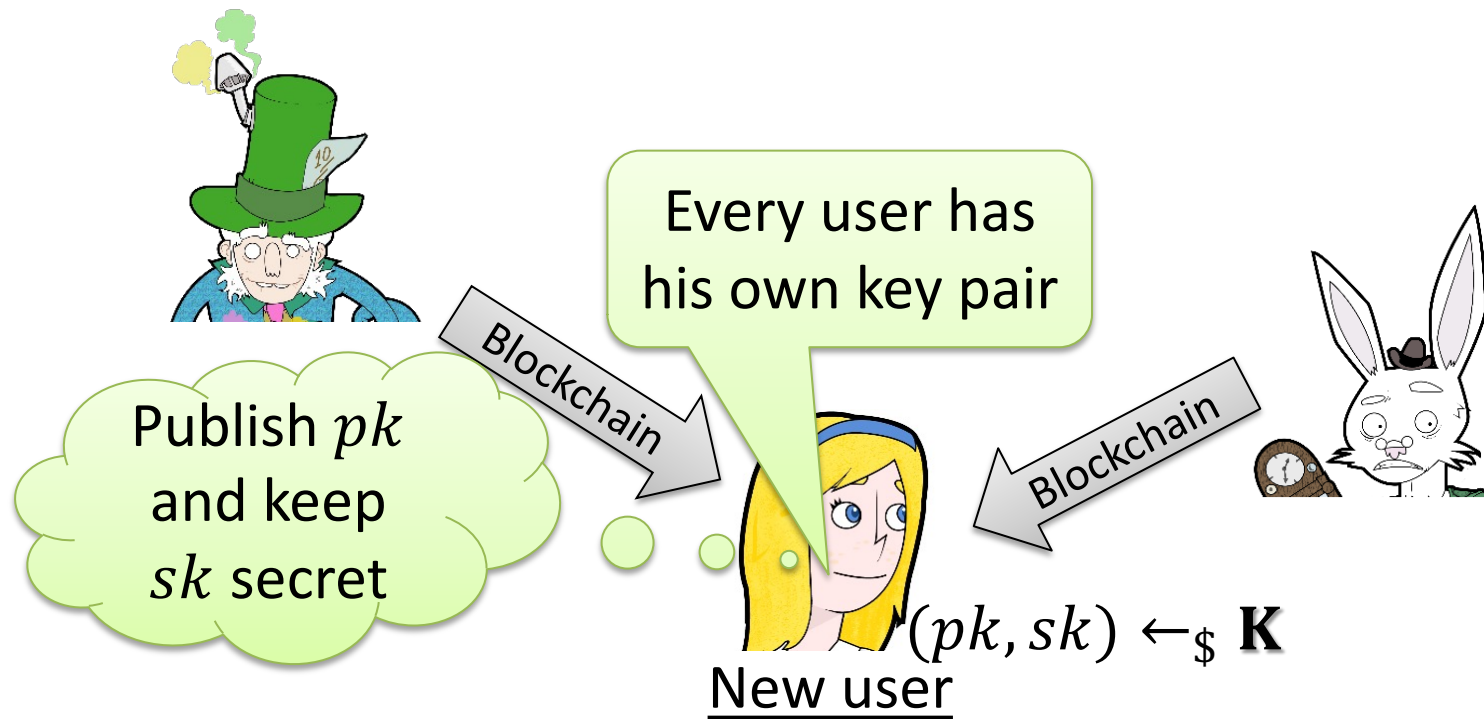 10
Every user has
his own key pair
Blockchain
Blockchain
Publish pk
and keep
sk secret
(pk, sk) ←$ K
New user